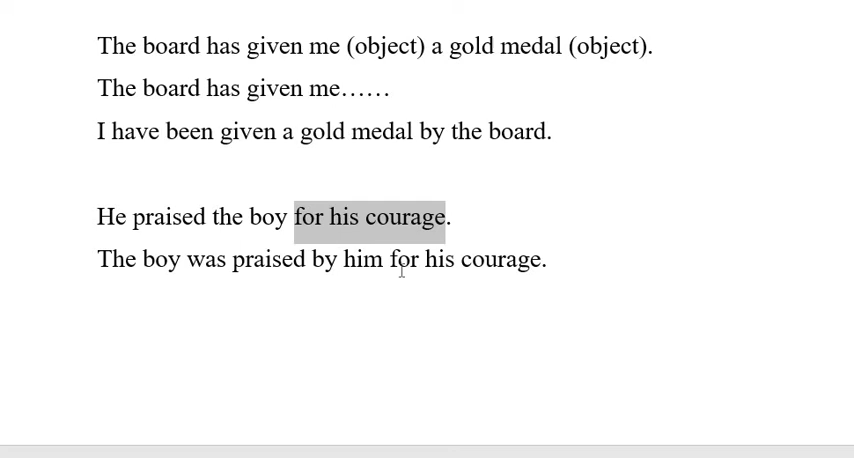 The board has given me (object) a gold medal (object).
The board has given me……
I have been given a gold medal by the board.
He praised the boy for his courage.
The boy was praised by him for his courage.